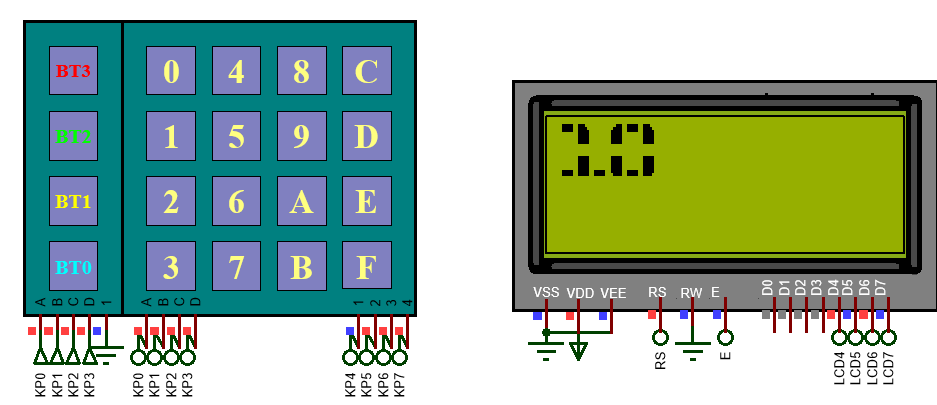 BT3 0 4 8 C
BT2 1 5 9 D
BT1 2 6 A E
BT0 3 7 B F
A B C D 1 A B C D 1 2 3 4
KP0 KP1 KP2 KP3 KP0 KP1 KP2 KP3 KP4 KP5 KP6 KP7
VSS VDD VEE RS RW E D0 D1 D2 D3 D4 D5 D6 D7
RS E LCD4 LCD5 LCD6 LCD7